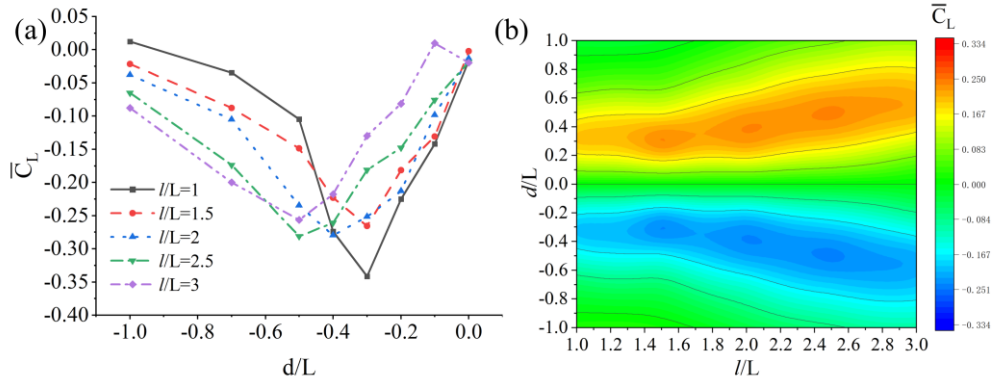 (a)
0.05
0.00
-0.05
-0.10
-0.15
-0.20
-0.25
-0.30
-0.35
-0.40
C̅_L
l/L=1
l/L=1.5
l/L=2
l/L=2.5
l/L=3
-1.0 -0.8 -0.6 -0.4 -0.2 0.0
d/L
(b)
1.0
0.8
0.6
0.4
0.2
0.0
-0.2
-0.4
-0.6
-0.8
-1.0
d/L
1.0 1.2 1.4 1.6 1.8 2.0 2.2 2.4 2.6 2.8 3.0
l/L
C̅_L
0.334
0.250
0.167
0.083
0.000
-0.084
-0.167
-0.251
-0.334